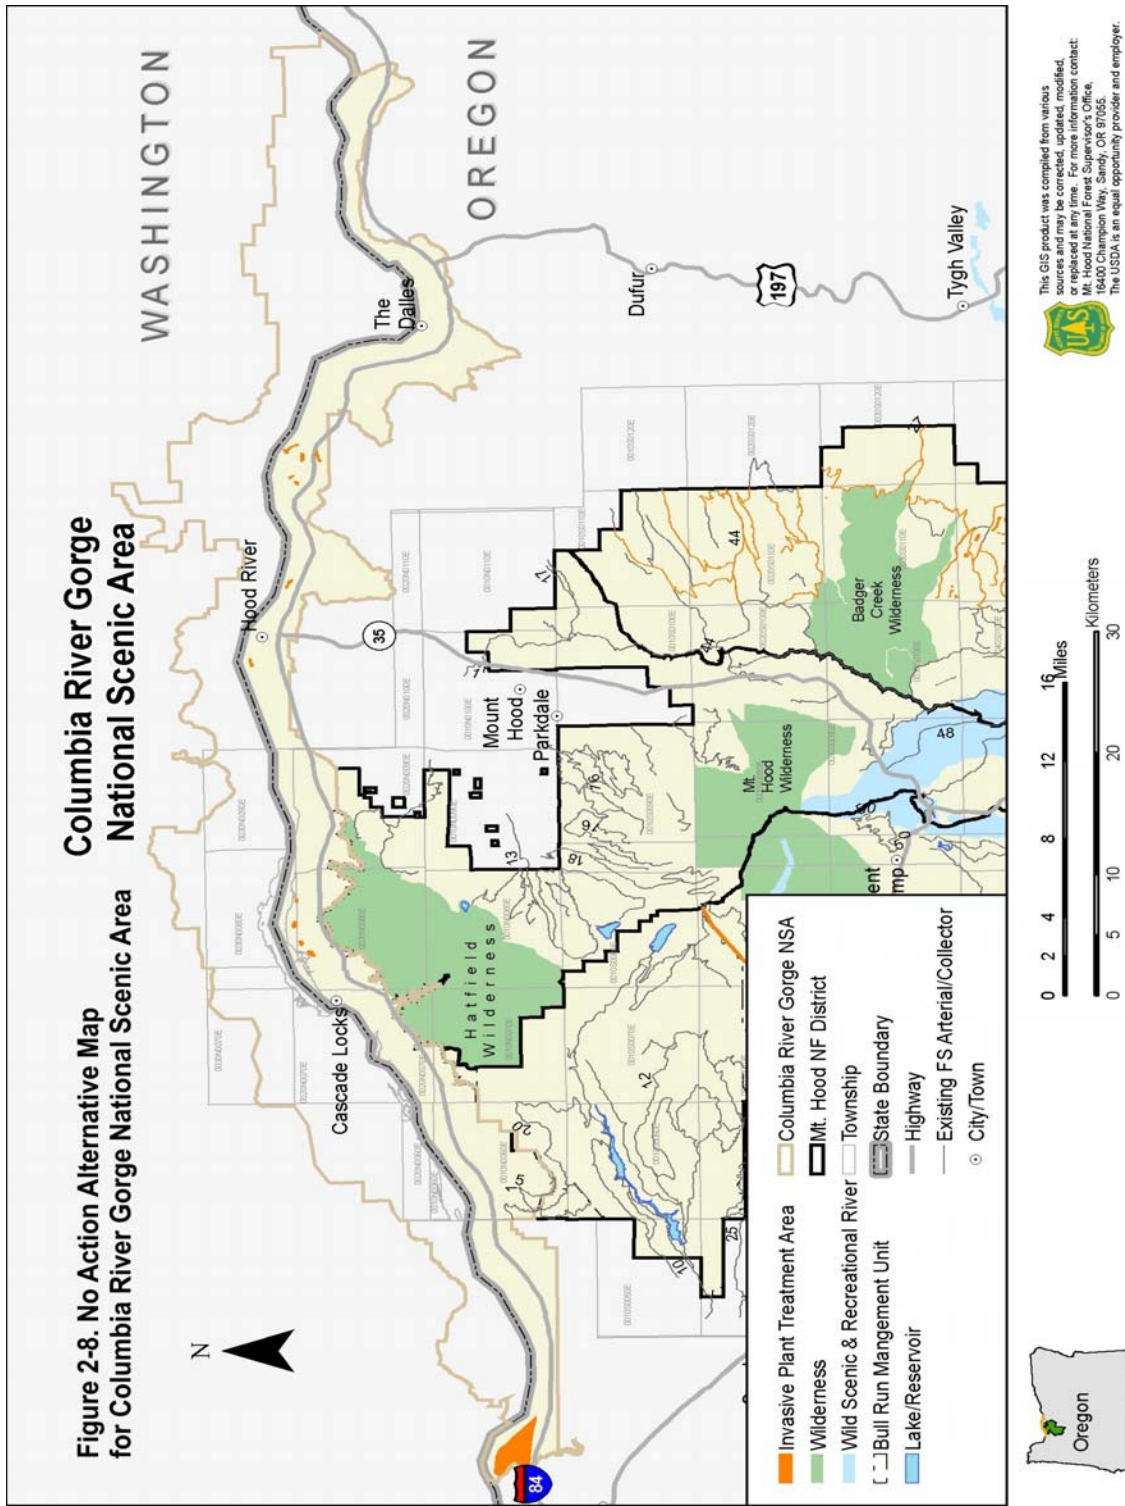 Figure 2-8. No Action Alternative Map
for Columbia River Gorge National Scenic Area
Columbia River Gorge
National Scenic Area
WASHINGTON
OREGON
N
84
Cascade Locks
Hood River
The
Dalles
35
Mount
Hood
Parkdale
Dufur
197
Tygh Valley
Hatfield
Wilderness
Mt.
Hood
Wilderness
Badger
Creek
Wilderness
20
15
12
10
25
13
18
16
16
17
44
44
27
48
50
ent
mp
Invasive Plant Treatment Area
Wilderness
Wild Scenic & Recreational River
Bull Run Mangement Unit
Lake/Reservoir
Columbia River Gorge NSA
Mt. Hood NF District
Township
State Boundary
Highway
Existing FS Arterial/Collector
City/Town
Oregon
0 2 4 8 12 16
Miles
0 5 10 20 30
Kilometers
UAS
This GIS product was compiled from various
sources and may be corrected, updated, modified,
or replaced at any time. For more information contact:
Mt. Hood National Forest Supervisor's Office,
16400 Champion Way, Sandy, OR 97055.
The USDA is an equal opportunity provider and employer.